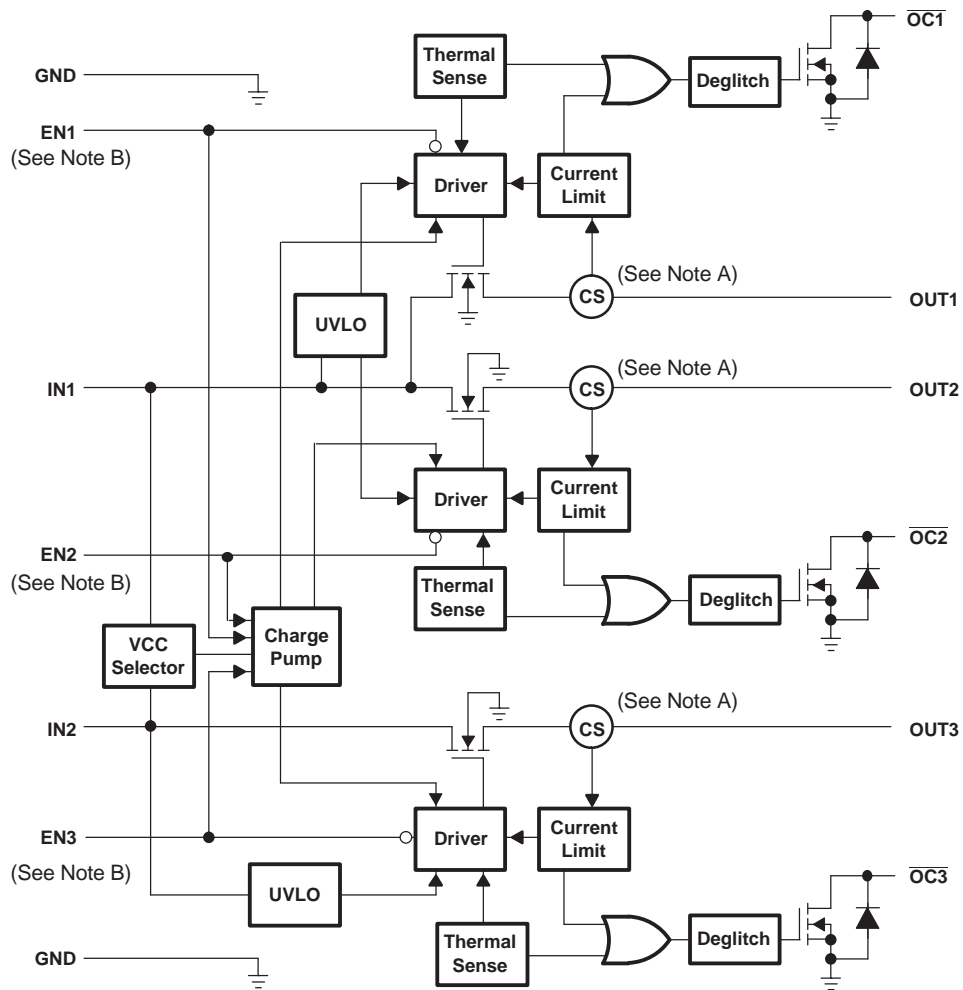 OC1
Thermal
Sense
GND
Deglitch
EN1
(See Note B)
Driver
Current
Limit
(See Note A)
CS
OUT1
UVLO
(See Note A)
IN1
CS
OUT2
Driver
Current
Limit
OC2
EN2
(See Note B)
Thermal
Sense
Deglitch
VCC
Selector
Charge
Pump
(See Note A)
IN2
CS
OUT3
EN3
(See Note B)
Driver
Current
Limit
OC3
UVLO
Thermal
Sense
Deglitch
GND